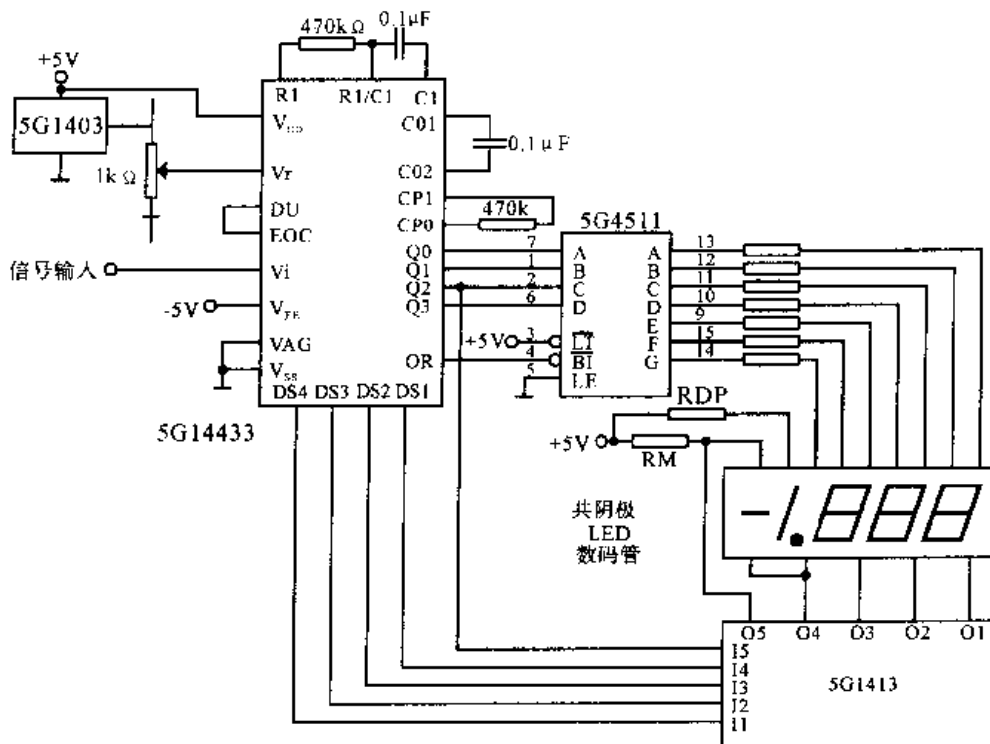 470kΩ
0.1μF
+5V
R1
R1/C1
C1
5G1403
V_DD
C01
0.1μF
1kΩ
Vr
C02
CP1
DU
470k
EOC
CP0
5G4511
信号输入
Vi
Q0
7
A
A
13
Q1
1
B
B
12
Q2
2
C
C
11
Q3
6
D
D
10
E
9
-5V
V_EE
+5V
3
LT
F
15
VAG
OR
4
BI
G
14
V_SS
5
LE
DS4
DS3
DS2
DS1
5G14433
RDP
+5V
RM
共阴极
LED
数码管
-1.888
O5
O4
O3
O2
O1
I5
I4
I3
I2
I1
5G1413